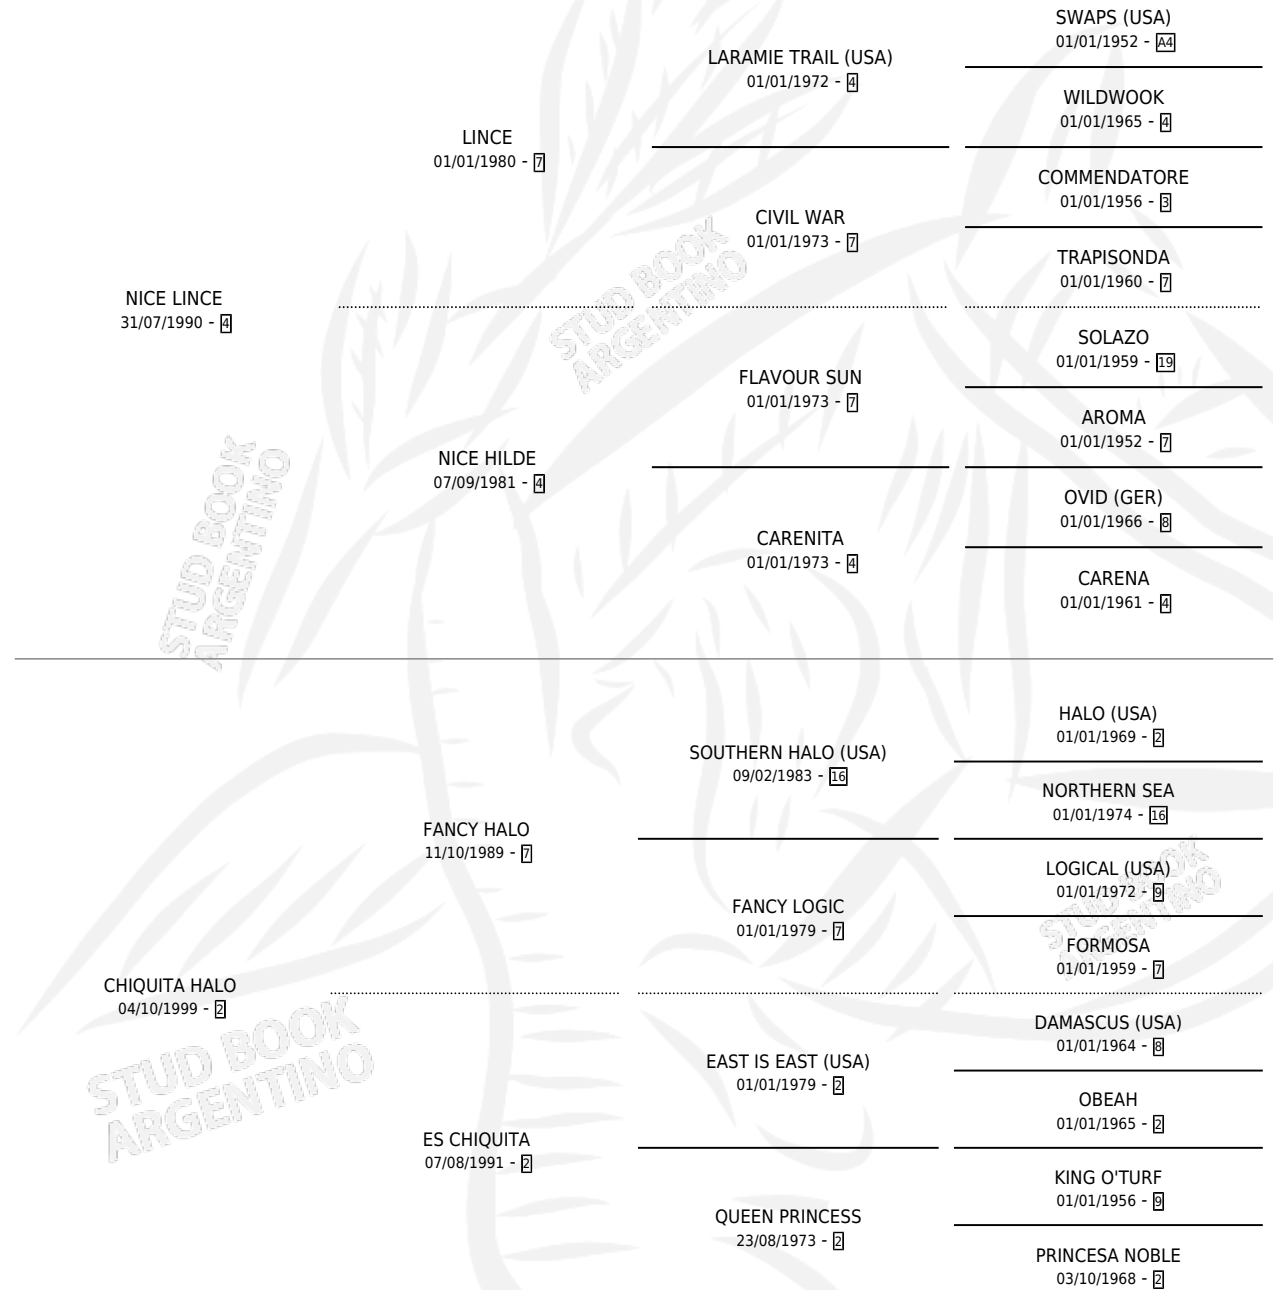 SWAPS (USA)
01/01/1952 - A4
LARAMIE TRAIL (USA)
01/01/1972 - 4
WILDWOOK
01/01/1965 - 4
LINCE
01/01/1980 - 7
COMMENDATORE
01/01/1956 - 3
CIVIL WAR
01/01/1973 - 7
TRAPISONDA
01/01/1960 - 7
NICE LINCE
31/07/1990 - 4
STUD BOOK
ARGENTINO
SOLAZO
01/01/1959 - 19
FLAVOUR SUN
01/01/1973 - 7
AROMA
01/01/1952 - 7
NICE HILDE
07/09/1981 - 4
OVID (GER)
01/01/1966 - 8
CARENITA
01/01/1973 - 4
CARENA
01/01/1961 - 4
STUD BOOK
ARGENTINO
HALO (USA)
01/01/1969 - 2
SOUTHERN HALO (USA)
09/02/1983 - 16
NORTHERN SEA
01/01/1974 - 16
FANCY HALO
11/10/1989 - 7
LOGICAL (USA)
01/01/1972 - 9
FANCY LOGIC
01/01/1979 - 7
FORMOSA
01/01/1959 - 7
STUD BOOK
ARGENTINO
CHIQUITA HALO
04/10/1999 - 2
DAMASCUS (USA)
01/01/1964 - 8
EAST IS EAST (USA)
01/01/1979 - 2
OBEAH
01/01/1965 - 2
STUD BOOK
ARGENTINO
ES CHIQUITA
07/08/1991 - 2
KING O'TURF
01/01/1956 - 9
QUEEN PRINCESS
23/08/1973 - 2
PRINCESA NOBLE
03/10/1968 - 2